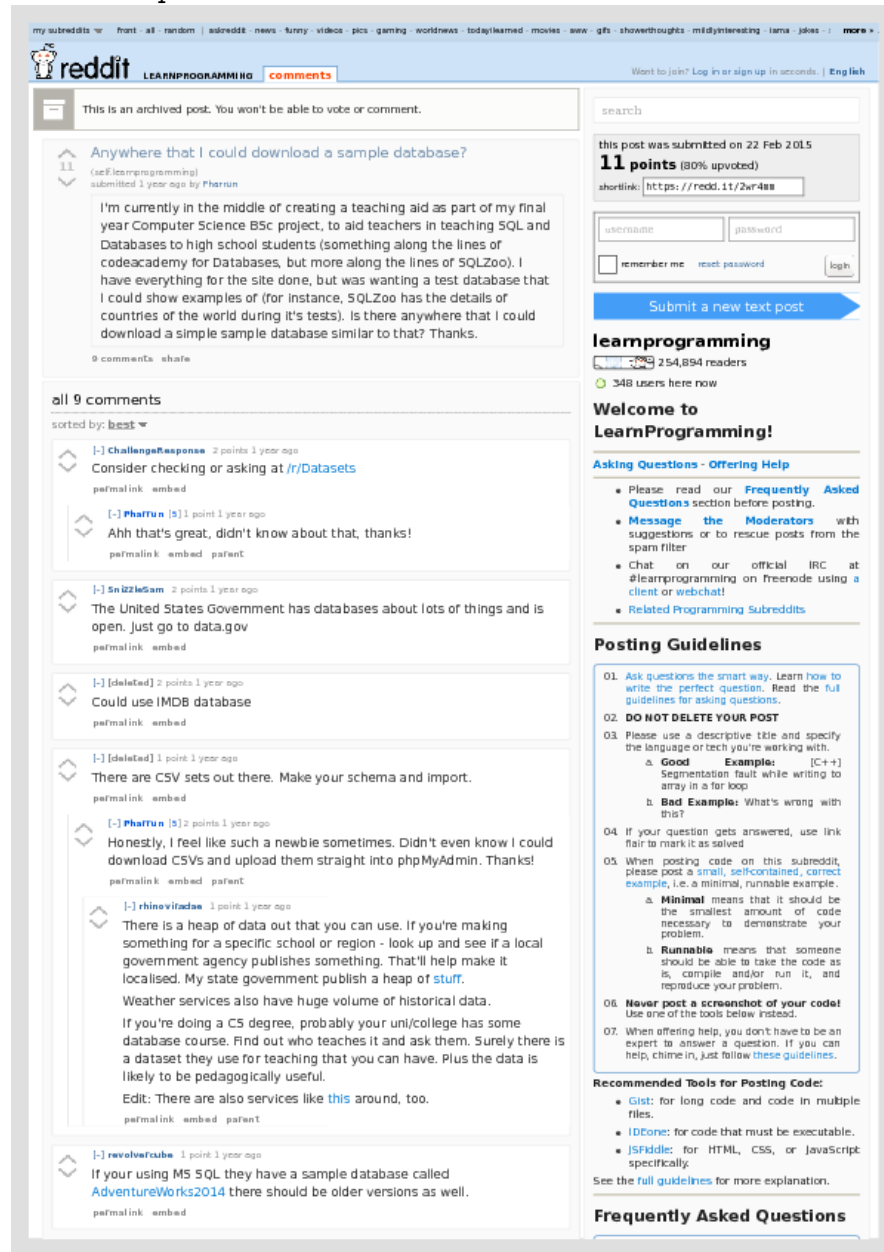 my subreddits front - all - random | askreddit - news - funny - videos - pics - gaming - worldnews - todayilearned - movies - aww - gifs - showerthoughts - mildlyinteresting - iama - jokes - more »
reddit LEARNPROGRAMMING comments
Want to join? Log in or sign up in seconds. | English
This is an archived post. You won't be able to vote or comment.
Anywhere that I could download a sample database?
11
(self.learnprogramming)
submitted 1 year ago by Pharrun
I'm currently in the middle of creating a teaching aid as part of my final
year Computer Science BSc project, to aid teachers in teaching SQL and
Databases to high school students (something along the lines of
codeacademy for Databases, but more along the lines of SQLZoo). I
have everything for the site done, but was wanting a test database that
I could show examples of (for instance, SQLZoo has the details of
countries of the world during it's tests). Is there anywhere that I could
download a simple sample database similar to that? Thanks.
9 comments share
all 9 comments
sorted by: best
[-] ChallengeResponse 2 points 1 year ago
Consider checking or asking at /r/Datasets
permalink embed
[-] Pharrun [S] 1 point 1 year ago
Ahh that's great, didn't know about that, thanks!
permalink embed parent
[-] SnizzleSam 2 points 1 year ago
The United States Government has databases about lots of things and is
open. Just go to data.gov
permalink embed
[-] [deleted] 2 points 1 year ago
Could use IMDB database
permalink embed
[-] [deleted] 1 point 1 year ago
There are CSV sets out there. Make your schema and import.
permalink embed
[-] Pharrun [S] 2 points 1 year ago
Honestly, I feel like such a newbie sometimes. Didn't even know I could
download CSVs and upload them straight into phpMyAdmin. Thanks!
permalink embed parent
[-] rhinoviradae 1 point 1 year ago
There is a heap of data out that you can use. If you're making
something for a specific school or region - look up and see if a local
government agency publishes something. That'll help make it
localised. My state government publish a heap of stuff.
Weather services also have huge volume of historical data.
If you're doing a CS degree, probably your uni/college has some
database course. Find out who teaches it and ask them. Surely there is
a dataset they use for teaching that you can have. Plus the data is
likely to be pedagogically useful.
Edit: There are also services like this around, too.
permalink embed parent
[-] revolvercube 1 point 1 year ago
If your using MS SQL they have a sample database called
AdventureWorks2014 there should be older versions as well.
permalink embed
search
this post was submitted on 22 Feb 2015
11 points (80% upvoted)
shortlink: https://redd.it/2wr4mm
username password
remember me reset password login
Submit a new text post
learnprogramming
254,894 readers
348 users here now
Welcome to
LearnProgramming!
Asking Questions - Offering Help
Please read our Frequently Asked
Questions section before posting.
Message the Moderators with
suggestions or to rescue posts from the
spam filter
Chat on our official IRC at
#learnprogramming on Freenode using a
client or webchat!
Related Programming Subreddits
Posting Guidelines
01. Ask questions the smart way. Learn how to
write the perfect question. Read the full
guidelines for asking questions.
02. DO NOT DELETE YOUR POST
03. Please use a descriptive title and specify
the language or tech you're working with.
a. Good Example: [C++]
Segmentation fault while writing to
array in a for loop
b. Bad Example: What's wrong with
this?
04. If your question gets answered, use link
flair to mark it as solved
05. When posting code on this subreddit,
please post a small, self-contained, correct
example, i.e. a minimal, runnable example.
a. Minimal means that it should be
the smallest amount of code
necessary to demonstrate your
problem.
b. Runnable means that someone
should be able to take the code as
is, compile and/or run it, and
reproduce your problem.
06. Never post a screenshot of your code!
Use one of the tools below instead.
07. When offering help, you don't have to be an
expert to answer a question. If you can
help, chime in, just follow these guidelines.
Recommended Tools for Posting Code:
Gist: for long code and code in multiple
files.
IDEone: for code that must be executable.
JSFiddle: for HTML, CSS, or JavaScript
specifically.
See the full guidelines for more explanation.
Frequently Asked Questions